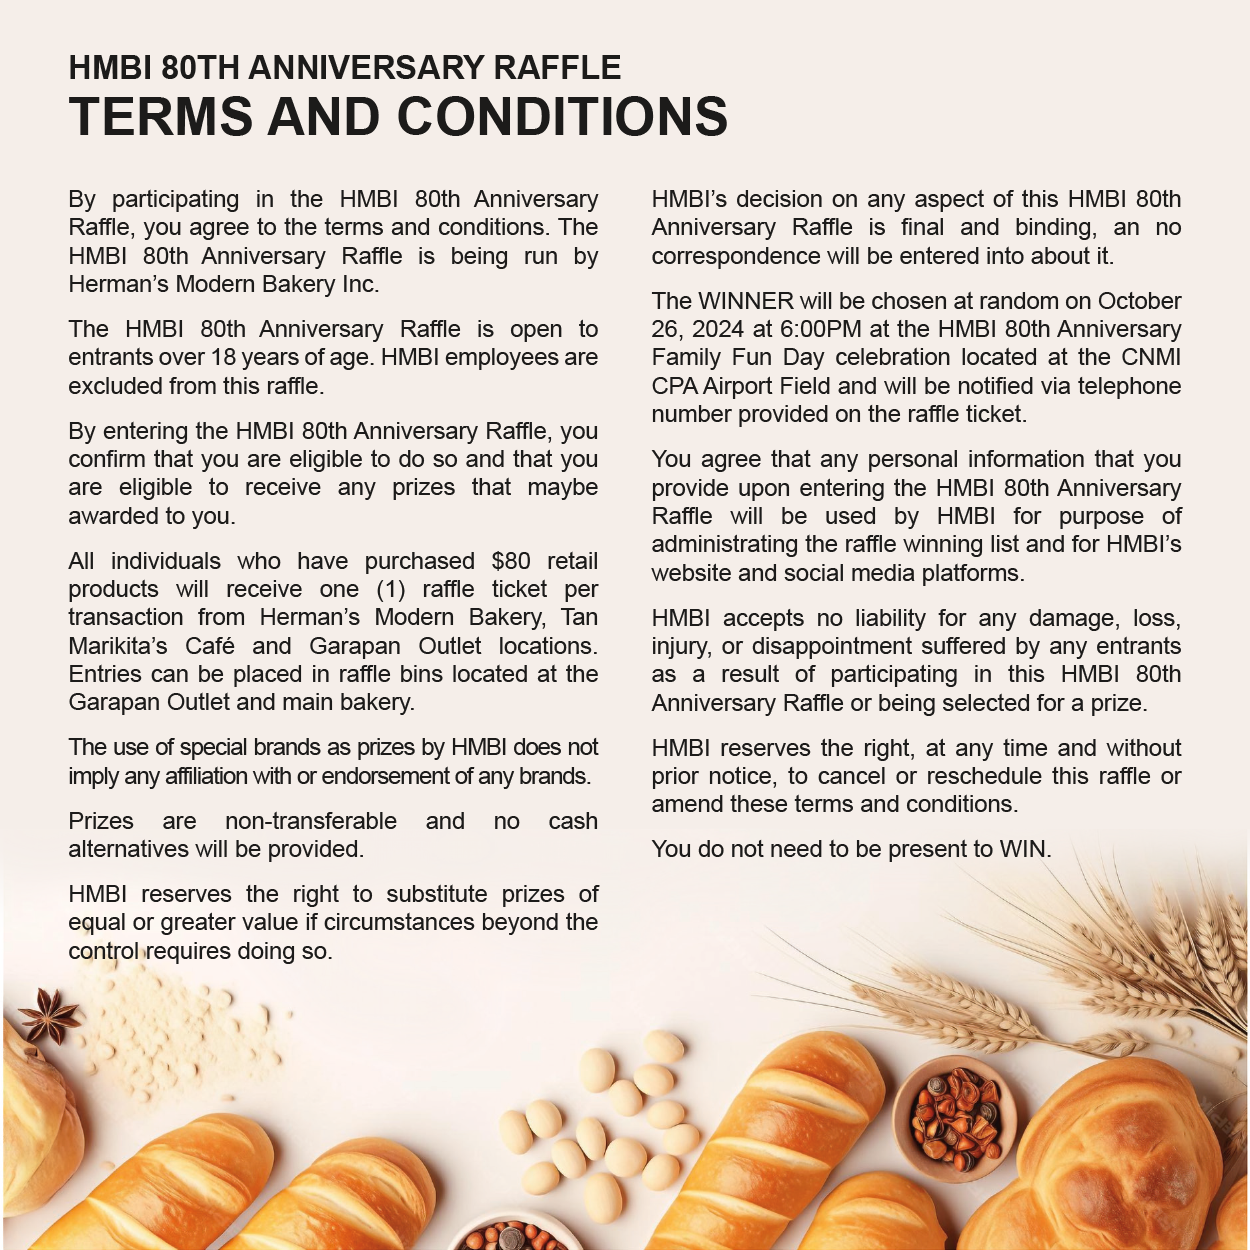 HMBI 80TH ANNIVERSARY RAFFLE
TERMS AND CONDITIONS
By participating in the HMBI 80th Anniversary
Raffle, you agree to the terms and conditions. The
HMBI 80th Anniversary Raffle is being run by
Herman’s Modern Bakery Inc.
The HMBI 80th Anniversary Raffle is open to
entrants over 18 years of age. HMBI employees are
excluded from this raffle.
By entering the HMBI 80th Anniversary Raffle, you
confirm that you are eligible to do so and that you
are eligible to receive any prizes that maybe
awarded to you.
All individuals who have purchased $80 retail
products will receive one (1) raffle ticket per
transaction from Herman’s Modern Bakery, Tan
Marikita’s Café and Garapan Outlet locations.
Entries can be placed in raffle bins located at the
Garapan Outlet and main bakery.
The use of special brands as prizes by HMBI does not
imply any affiliation with or endorsement of any brands.
Prizes are non-transferable and no cash
alternatives will be provided.
HMBI reserves the right to substitute prizes of
equal or greater value if circumstances beyond the
control requires doing so.
HMBI’s decision on any aspect of this HMBI 80th
Anniversary Raffle is final and binding, an no
correspondence will be entered into about it.
The WINNER will be chosen at random on October
26, 2024 at 6:00PM at the HMBI 80th Anniversary
Family Fun Day celebration located at the CNMI
CPA Airport Field and will be notified via telephone
number provided on the raffle ticket.
You agree that any personal information that you
provide upon entering the HMBI 80th Anniversary
Raffle will be used by HMBI for purpose of
administrating the raffle winning list and for HMBI’s
website and social media platforms.
HMBI accepts no liability for any damage, loss,
injury, or disappointment suffered by any entrants
as a result of participating in this HMBI 80th
Anniversary Raffle or being selected for a prize.
HMBI reserves the right, at any time and without
prior notice, to cancel or reschedule this raffle or
amend these terms and conditions.
You do not need to be present to WIN.